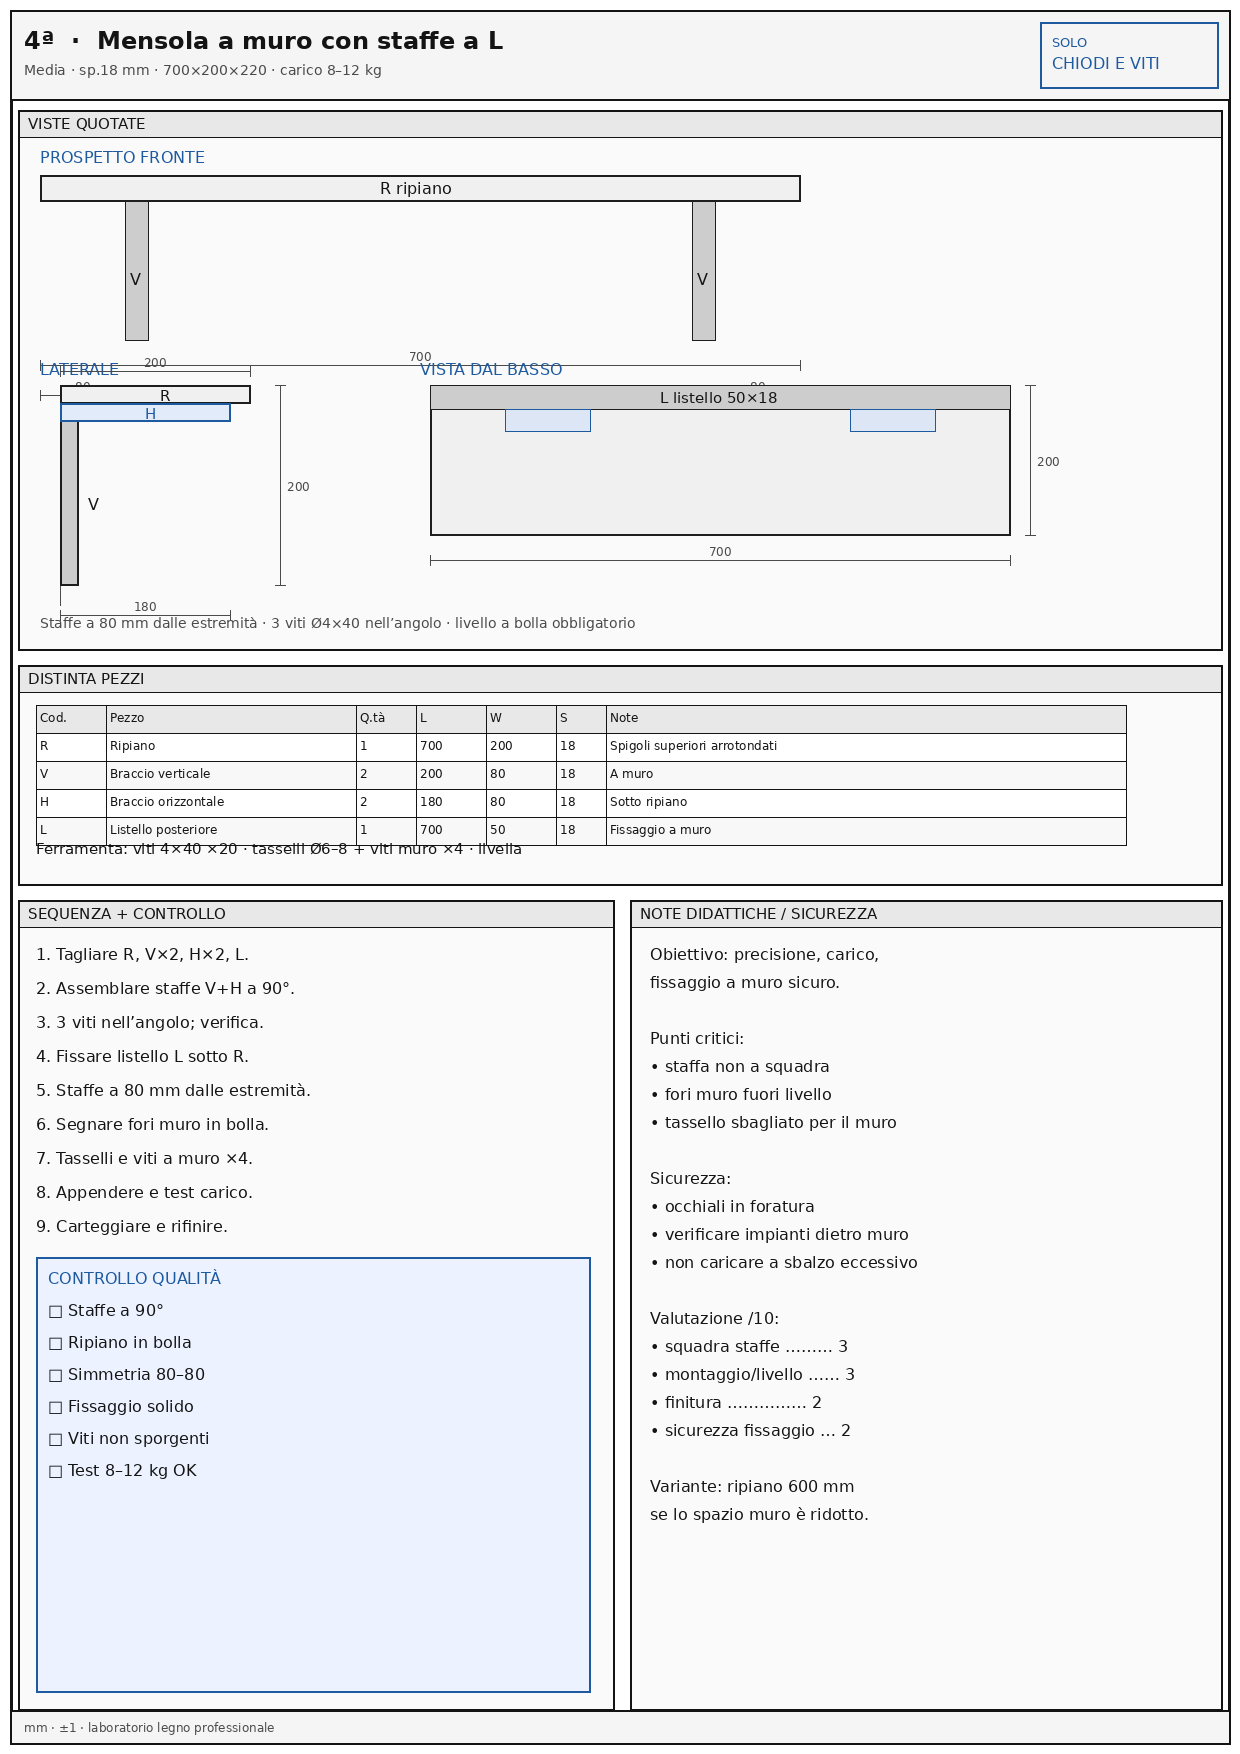 4ª · Mensola a muro con staffe a L
Media · sp.18 mm · 700×200×220 · carico 8–12 kg
SOLO
CHIODI E VITI
VISTE QUOTATE
PROSPETTO FRONTE
R ripiano
V
V
700
LATERALE
200
VISTA DAL BASSO
80
80
R
H
V
200
180
L listello 50×18
200
700
Staffe a 80 mm dalle estremità · 3 viti Ø4×40 nell’angolo · livello a bolla obbligatorio
DISTINTA PEZZI
Cod. Pezzo Q.tà L W S Note
R Ripiano 1 700 200 18 Spigoli superiori arrotondati
V Braccio verticale 2 200 80 18 A muro
H Braccio orizzontale 2 180 80 18 Sotto ripiano
L Listello posteriore 1 700 50 18 Fissaggio a muro
Ferramenta: viti 4×40 ×20 · tasselli Ø6–8 + viti muro ×4 · livella
SEQUENZA + CONTROLLO
1. Tagliare R, V×2, H×2, L.
2. Assemblare staffe V+H a 90°.
3. 3 viti nell’angolo; verifica.
4. Fissare listello L sotto R.
5. Staffe a 80 mm dalle estremità.
6. Segnare fori muro in bolla.
7. Tasselli e viti a muro ×4.
8. Appendere e test carico.
9. Carteggiare e rifinire.
CONTROLLO QUALITÀ
□ Staffe a 90°
□ Ripiano in bolla
□ Simmetria 80–80
□ Fissaggio solido
□ Viti non sporgenti
□ Test 8–12 kg OK
NOTE DIDATTICHE / SICUREZZA
Obiettivo: precisione, carico,
fissaggio a muro sicuro.
Punti critici:
• staffa non a squadra
• fori muro fuori livello
• tassello sbagliato per il muro
Sicurezza:
• occhiali in foratura
• verificare impianti dietro muro
• non caricare a sbalzo eccessivo
Valutazione /10:
• squadra staffe ……… 3
• montaggio/livello …… 3
• finitura …………… 2
• sicurezza fissaggio … 2
Variante: ripiano 600 mm
se lo spazio muro è ridotto.
mm · ±1 · laboratorio legno professionale